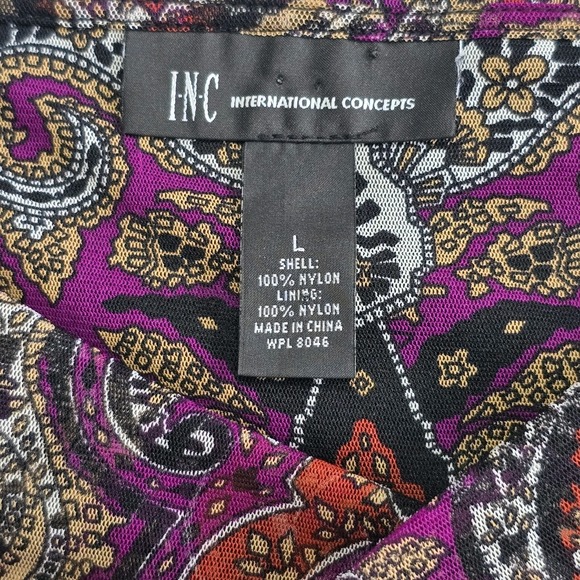 I·N·C INTERNATIONAL CONCEPTS
L
SHELL:
100% NYLON
LINING:
100% NYLON
MADE IN CHINA
WPL 8046